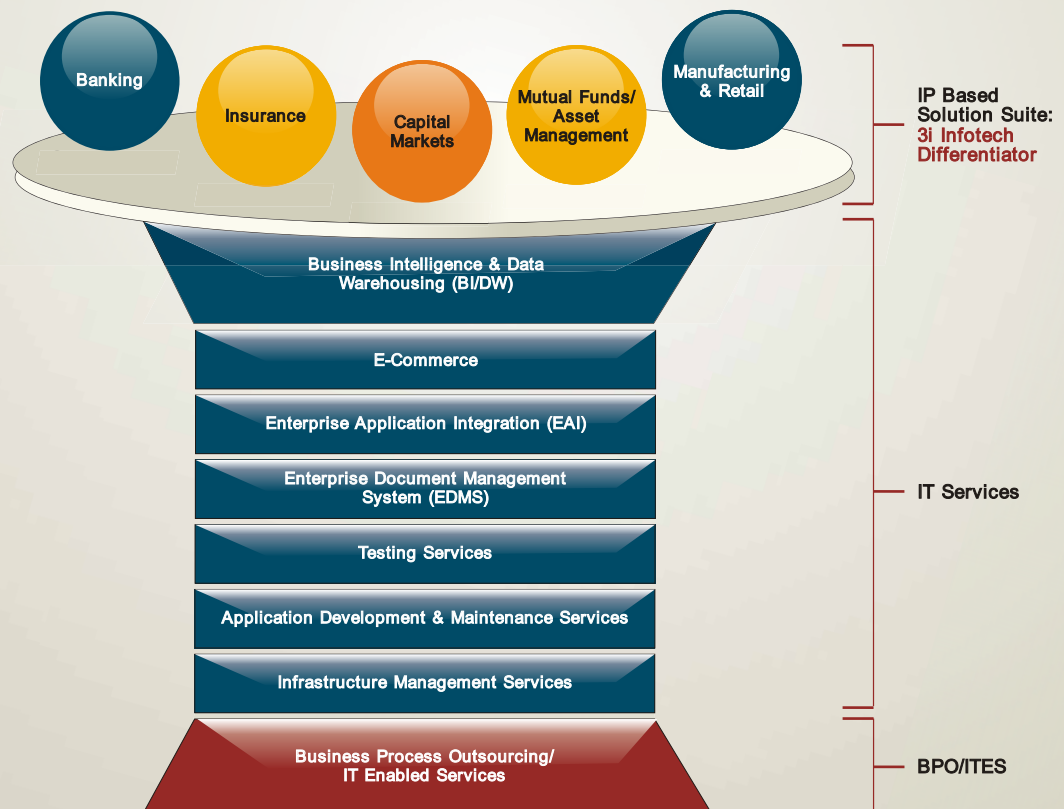 Banking
Insurance
Capital
Markets
Mutual Funds/
Asset
Management
Manufacturing
& Retail
IP Based
Solution Suite:
3i Infotech
Differentiator
Business Intelligence & Data
Warehousing (BI/DW)
E-Commerce
Enterprise Application Integration (EAI)
Enterprise Document Management
System (EDMS)
Testing Services
Application Development & Maintenance Services
Infrastructure Management Services
IT Services
Business Process Outsourcing/
IT Enabled Services
BPO/ITES